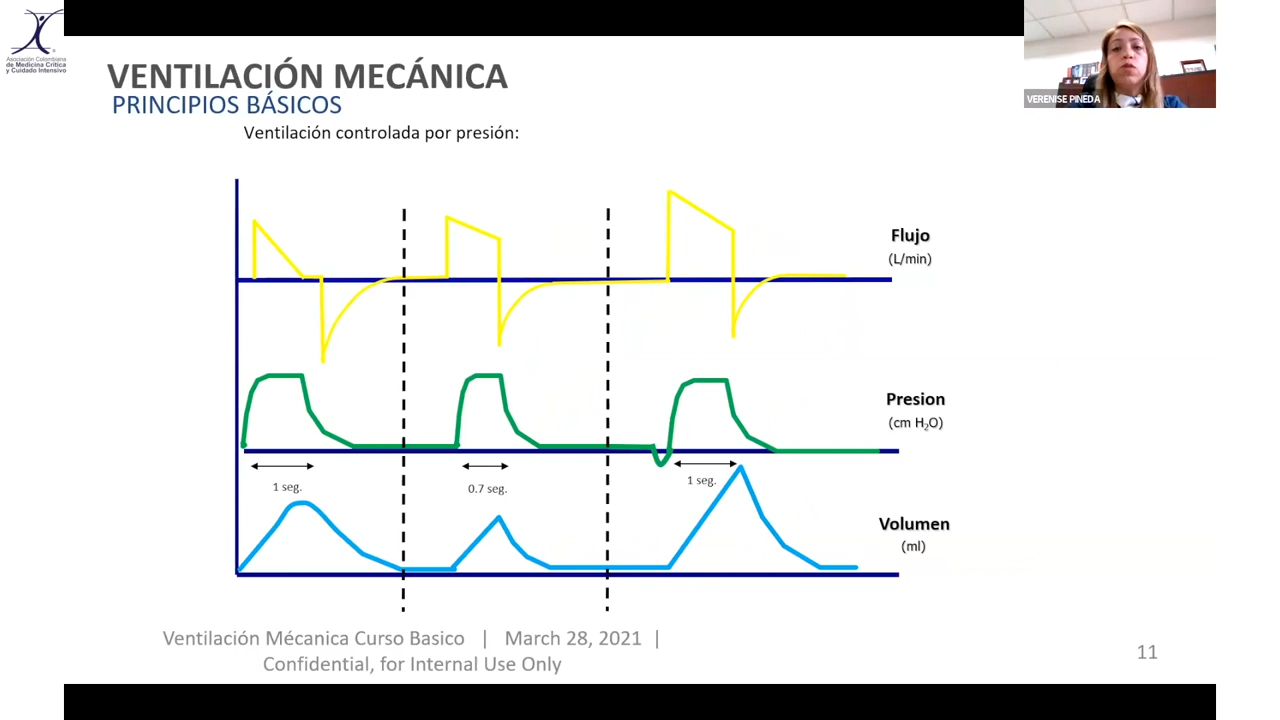 Asociación Colombiana
de Medicina Crítica
y Cuidado Intensivo
VENTILACIÓN MECÁNICA
PRINCIPIOS BÁSICOS
Ventilación controlada por presión:
VERENISE PINEDA
Flujo
(L/min)
Presion
(cm H₂O)
1 seg.
0.7 seg.
1 seg.
Volumen
(ml)
Ventilación Mécanica Curso Basico | March 28, 2021 |
Confidential, for Internal Use Only
11